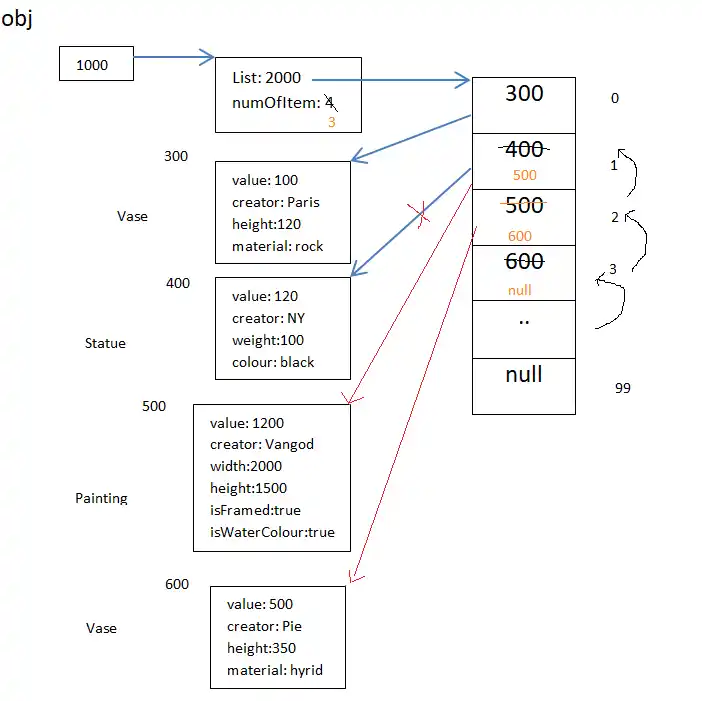 obj
1000
List: 2000
numOfItem: 4
3
300
0
400
500
1
500
600
2
600
null
3
..
null
99
300
Vase
value: 100
creator: Paris
height:120
material: rock
400
Statue
value: 120
creator: NY
weight:100
colour: black
500
Painting
value: 1200
creator: Vangod
width:2000
height:1500
isFramed:true
isWaterColour:true
600
Vase
value: 500
creator: Pie
height:350
material: hyrid